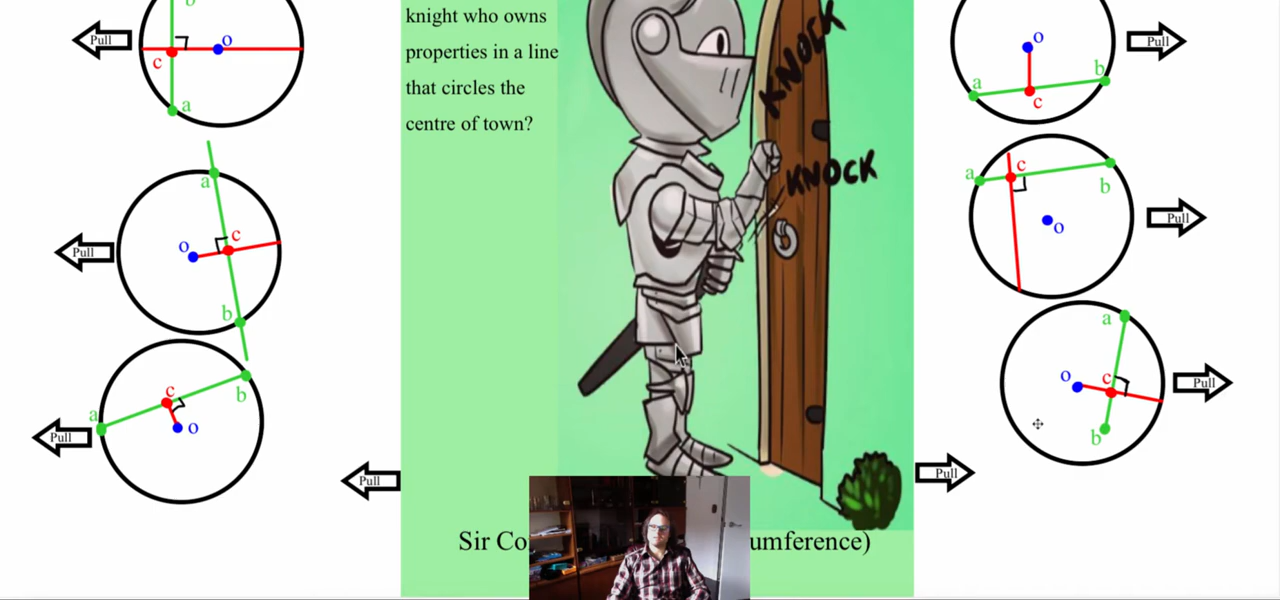 b
Pull
o
c
a
knight who owns
properties in a line
that circles the
centre of town?
KNOCK
KNOCK
o
a
b
c
Pull
a
c
o
b
Pull
a
c
b
o
Pull
c
a
b
o
Pull
a
o
c
b
Pull
Pull
Pull
Sir Co
umference)